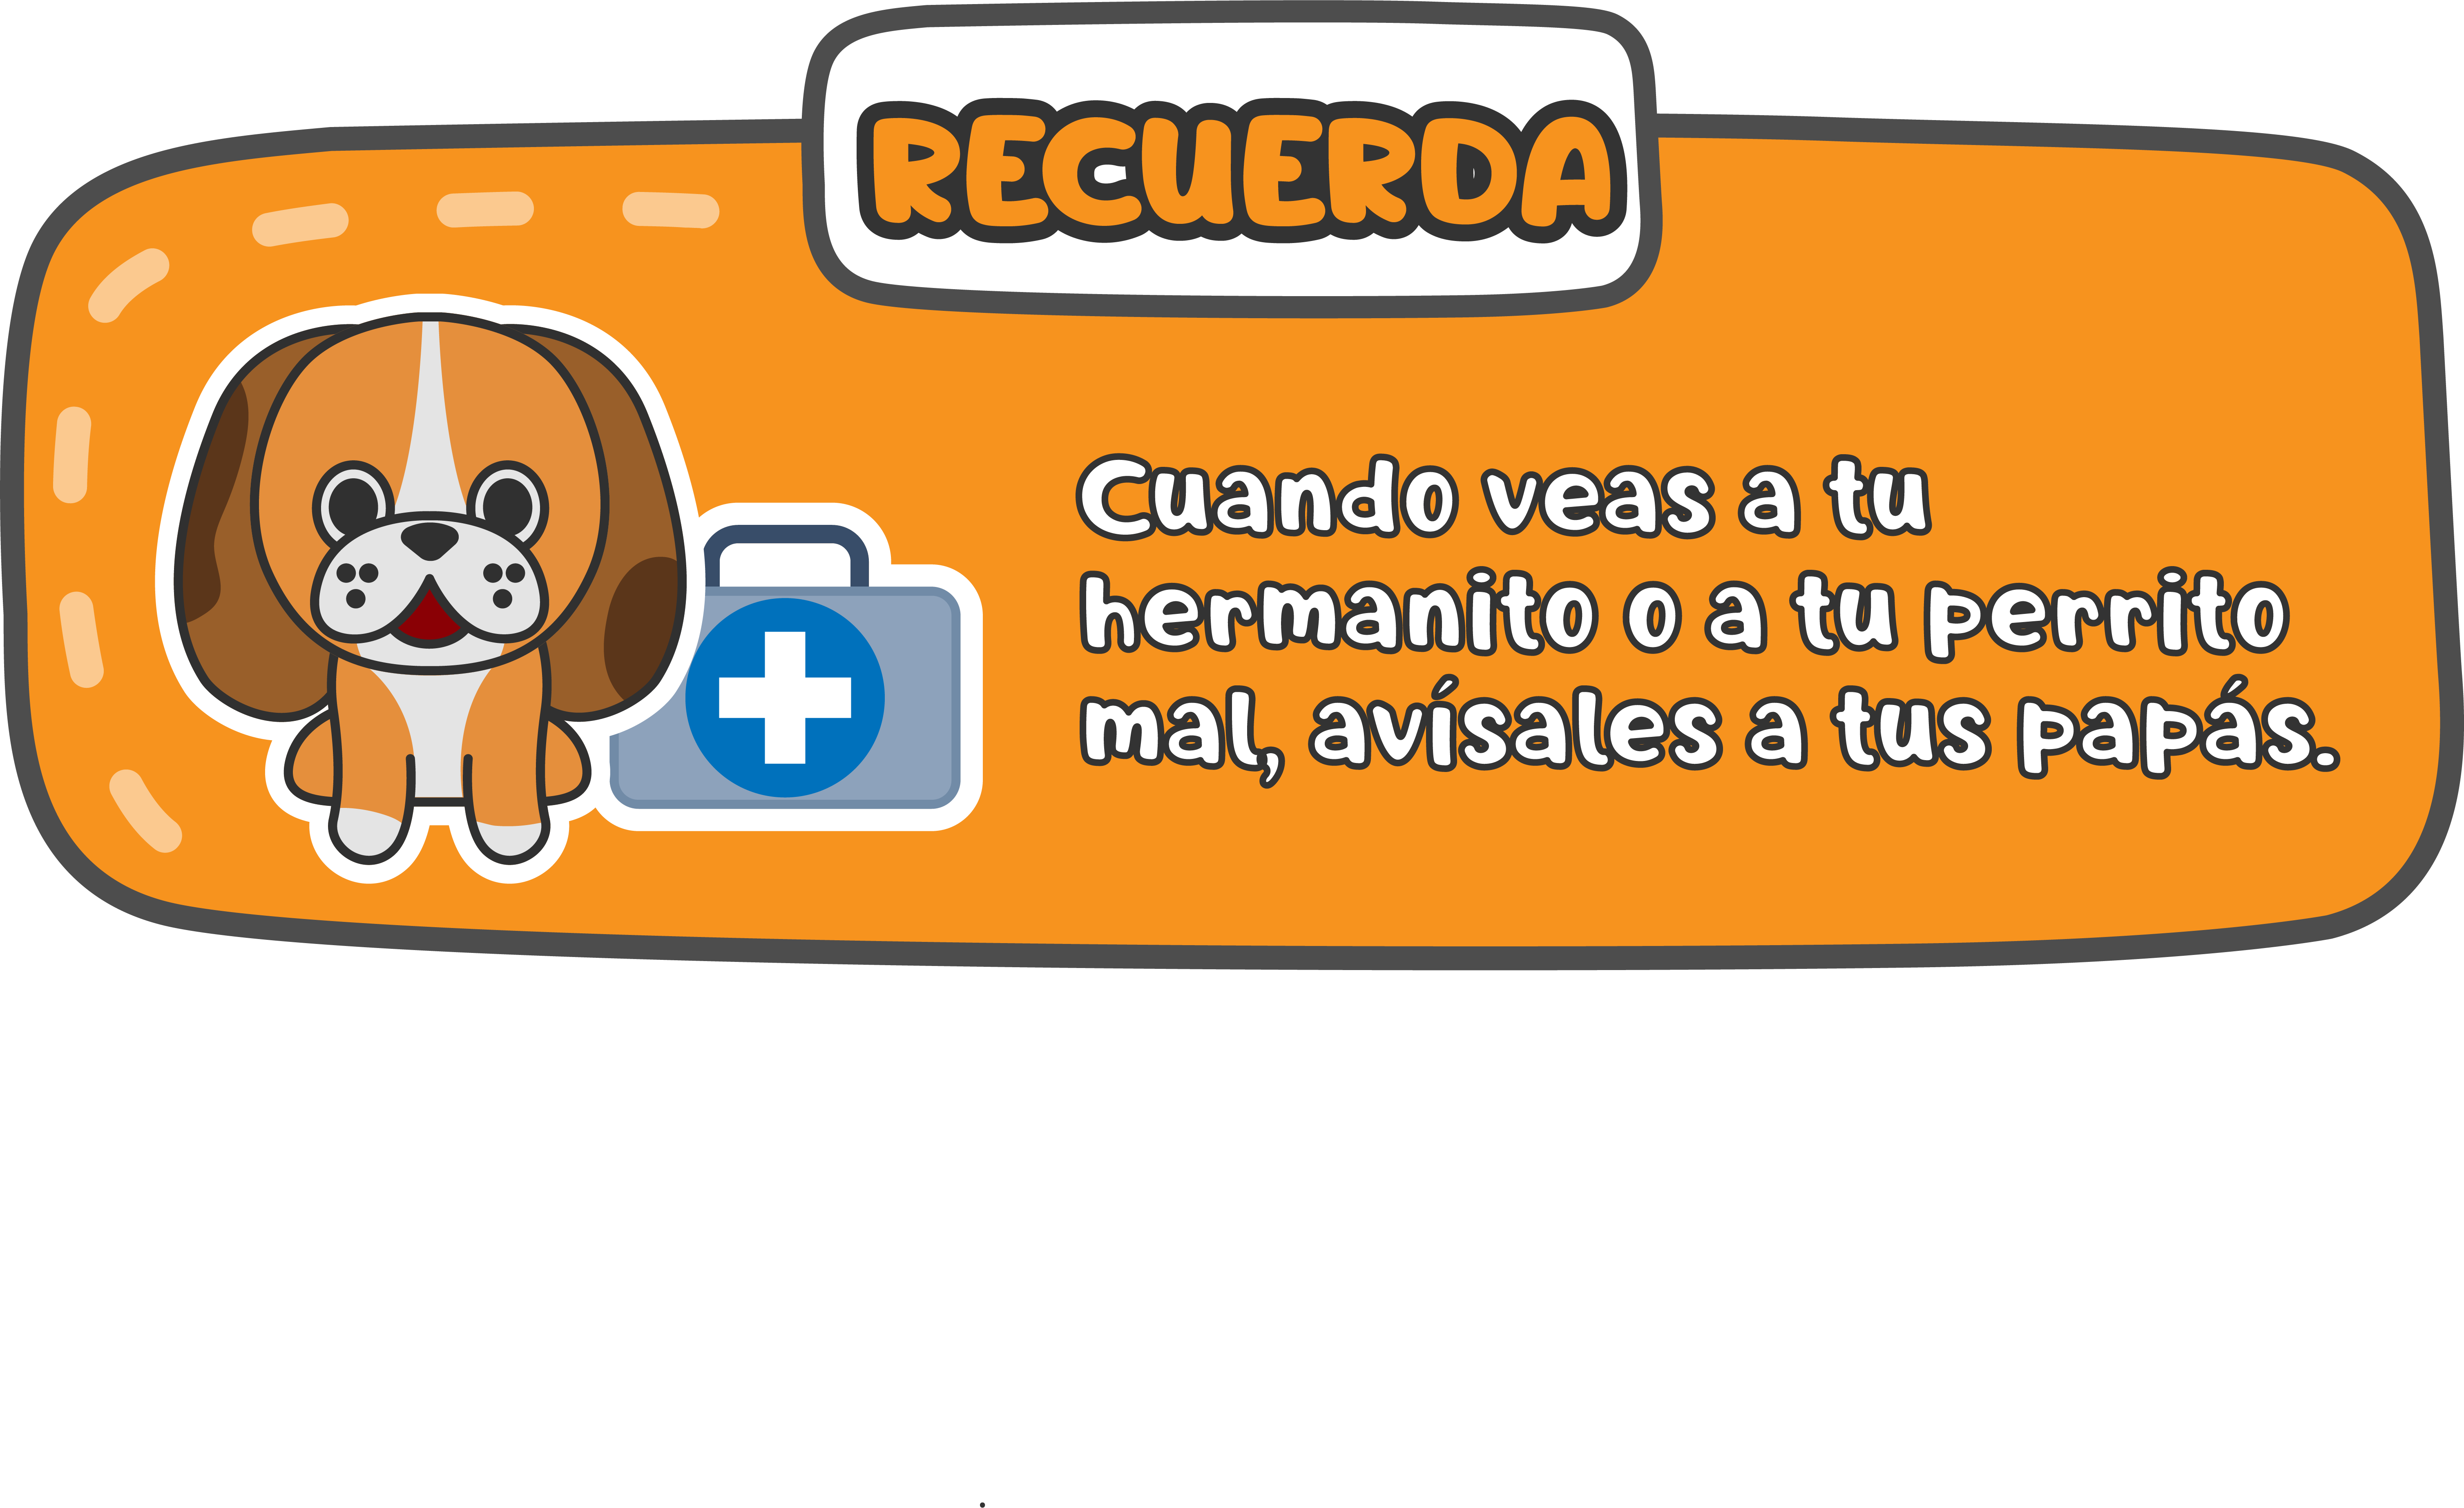 RECUERDA
Cuando veas a tu
hermanito o a tu perrito
mal, avísales a tus papás.